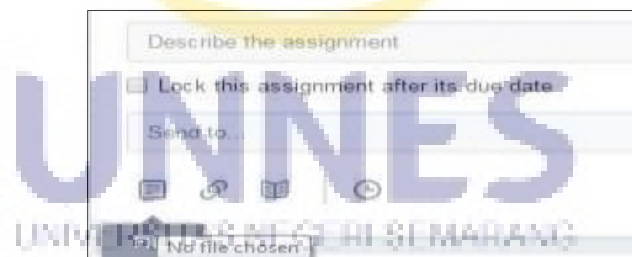 Describe the assignment
Lock this assignment after its due date
Send to...
UNNES
UNIVERSITAS NEGERI SEMARANG
No file chosen